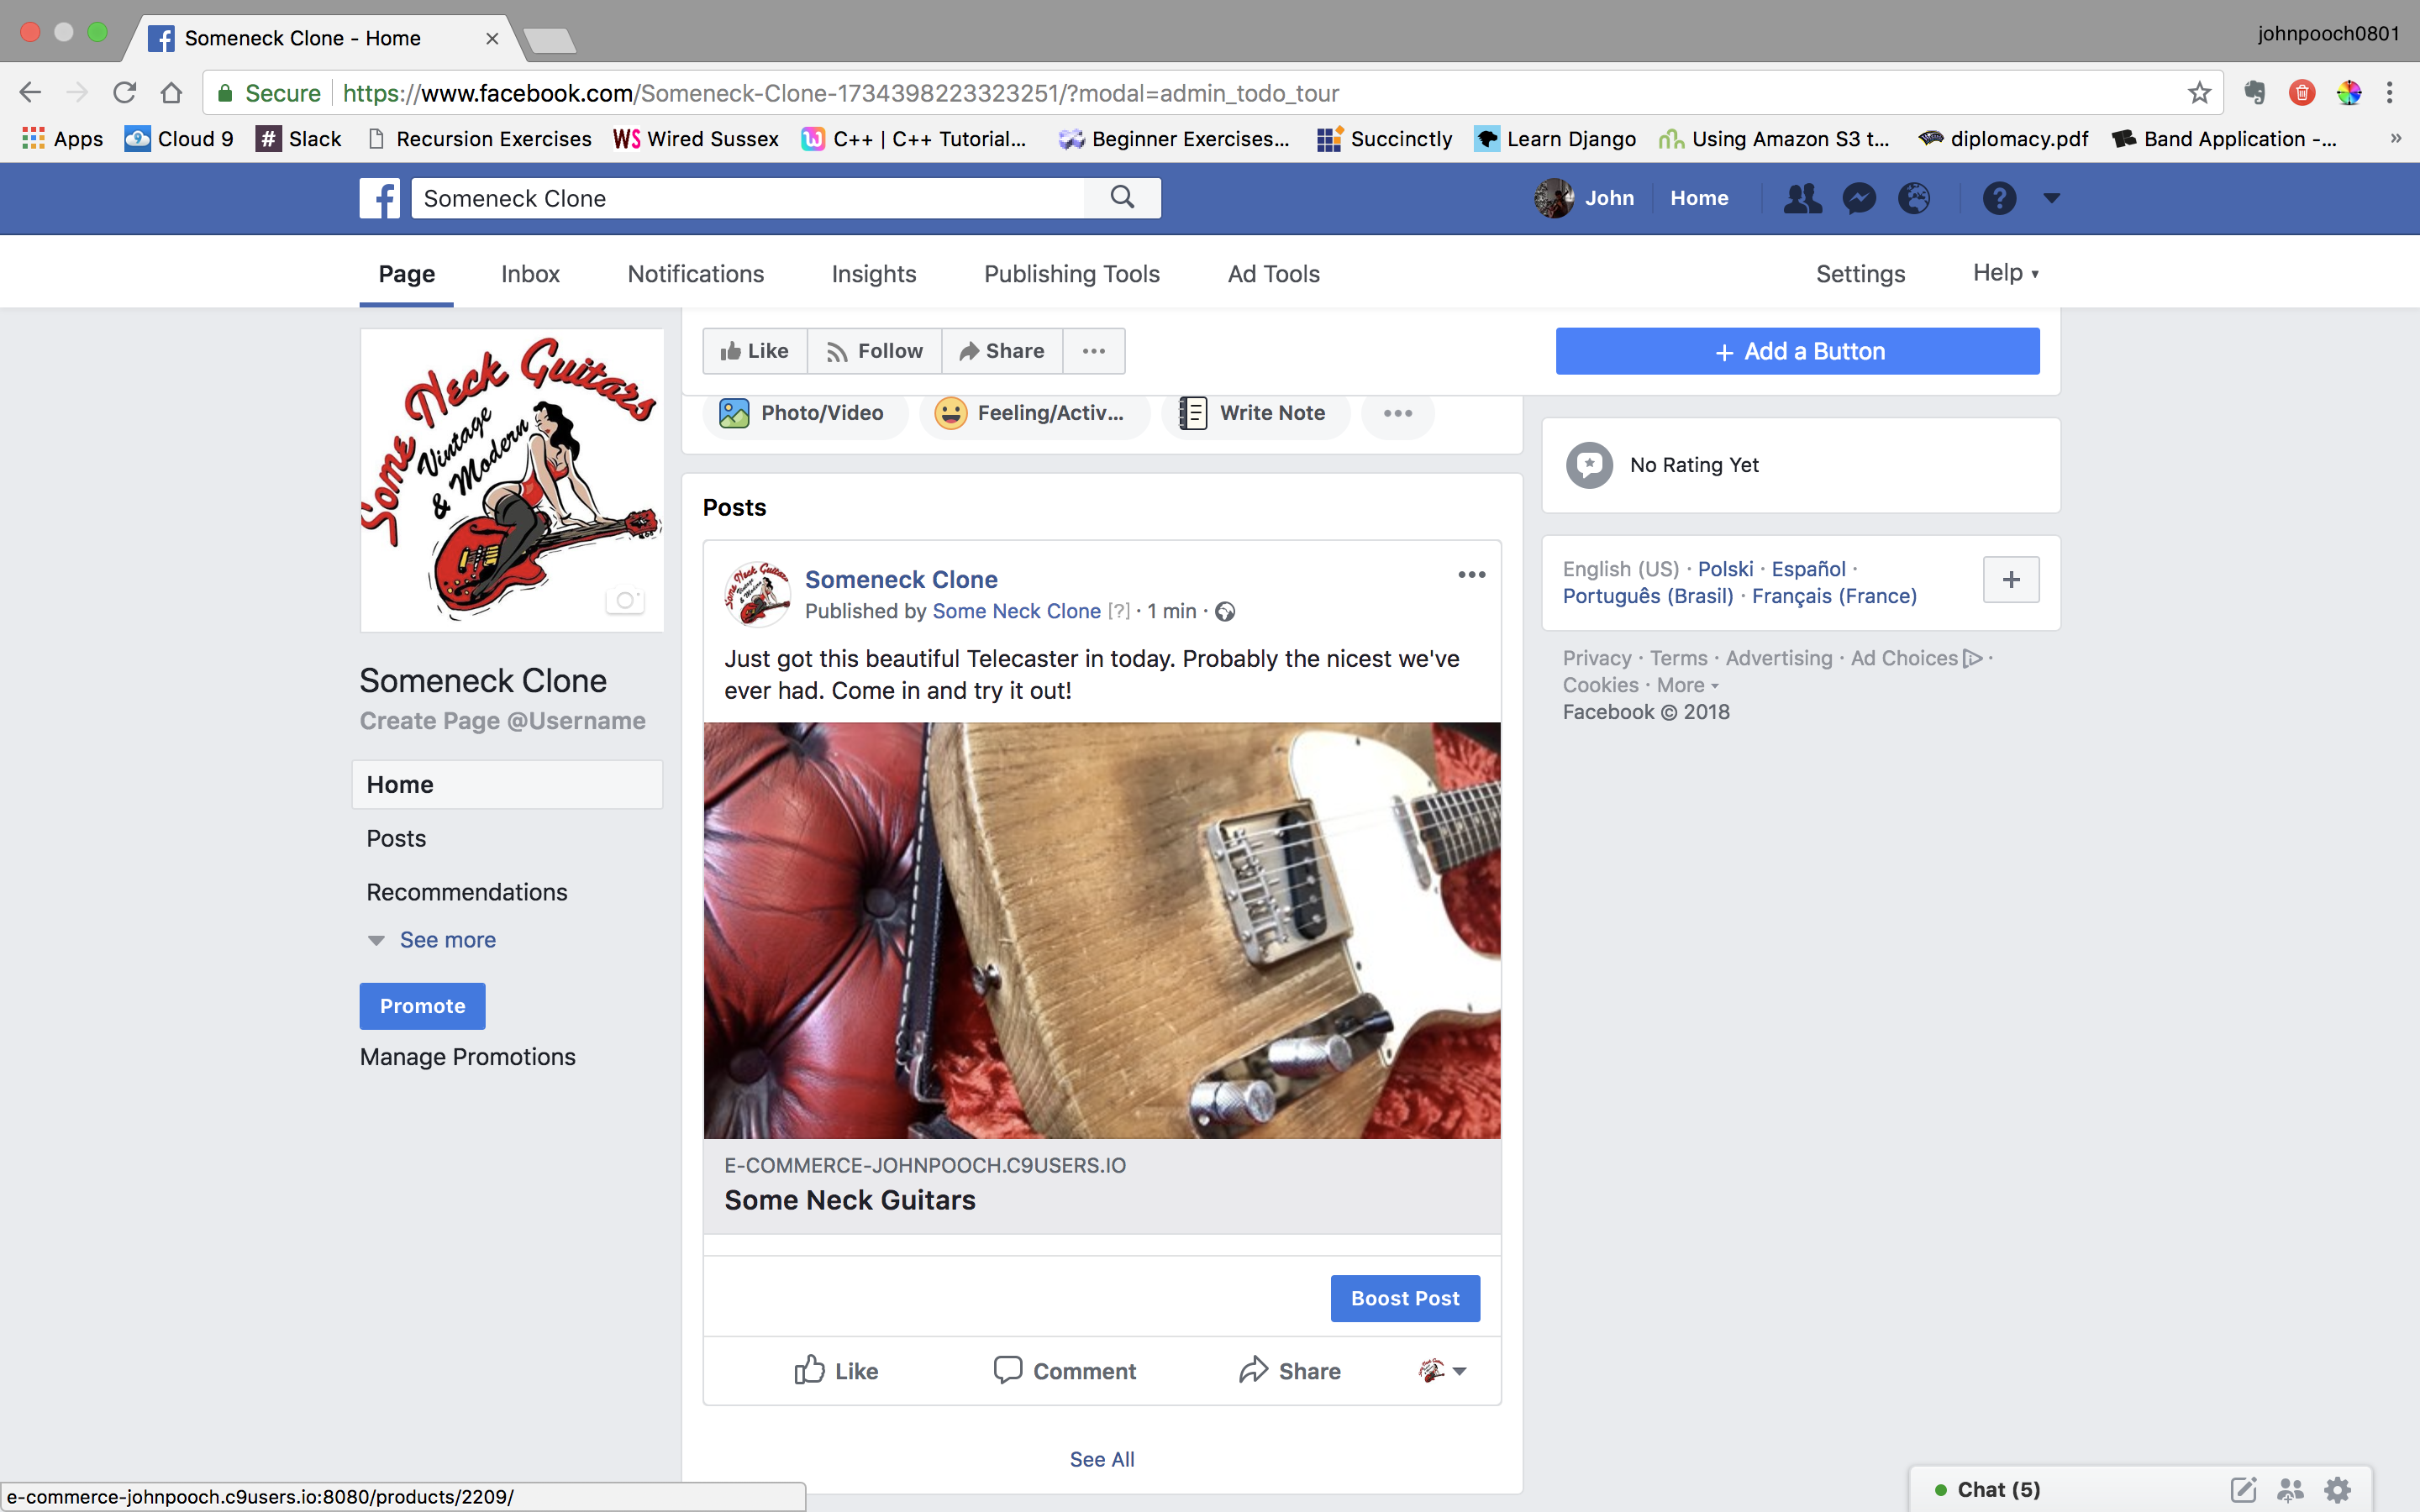 Someneck Clone - Home
johnpooch0801
Secure https://www.facebook.com/Someneck-Clone-1734398223323251/?modal=admin_todo_tour
Apps Cloud 9 # Slack Recursion Exercises WS Wired Sussex C++ | C++ Tutorial... Beginner Exercises... Succinctly Learn Django Using Amazon S3 t... diplomacy.pdf Band Application -... »
Someneck Clone
John Home
Page Inbox Notifications Insights Publishing Tools Ad Tools Settings Help
Some Neck Guitars
Vintage
& Modern
Someneck Clone
Create Page @Username
Home
Posts
Recommendations
See more
Promote
Manage Promotions
Like Follow Share ...
+ Add a Button
Photo/Video Feeling/Activ... Write Note ...
Posts
Someneck Clone
Published by Some Neck Clone [?] · 1 min ·
Just got this beautiful Telecaster in today. Probably the nicest we've
ever had. Come in and try it out!
E-COMMERCE-JOHNPOOCH.C9USERS.IO
Some Neck Guitars
Boost Post
Like Comment Share
See All
No Rating Yet
English (US) · Polski · Español ·
Português (Brasil) · Français (France)
+
Privacy · Terms · Advertising · Ad Choices ·
Cookies · More
Facebook © 2018
Chat (5)
e-commerce-johnpooch.c9users.io:8080/products/2209/